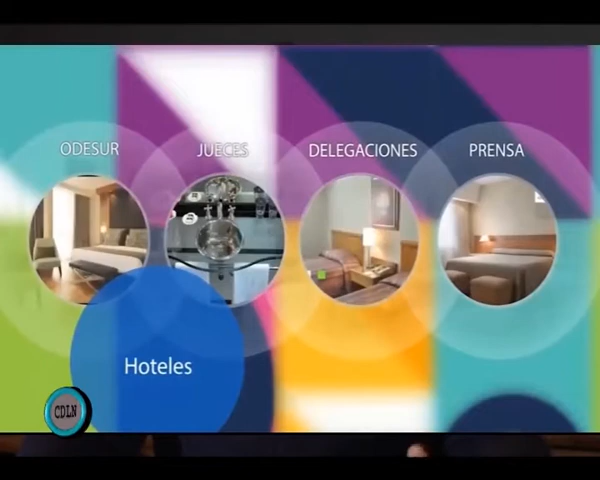 ODESUR
JUECES
DELEGACIONES
PRENSA
Hoteles
CDLN